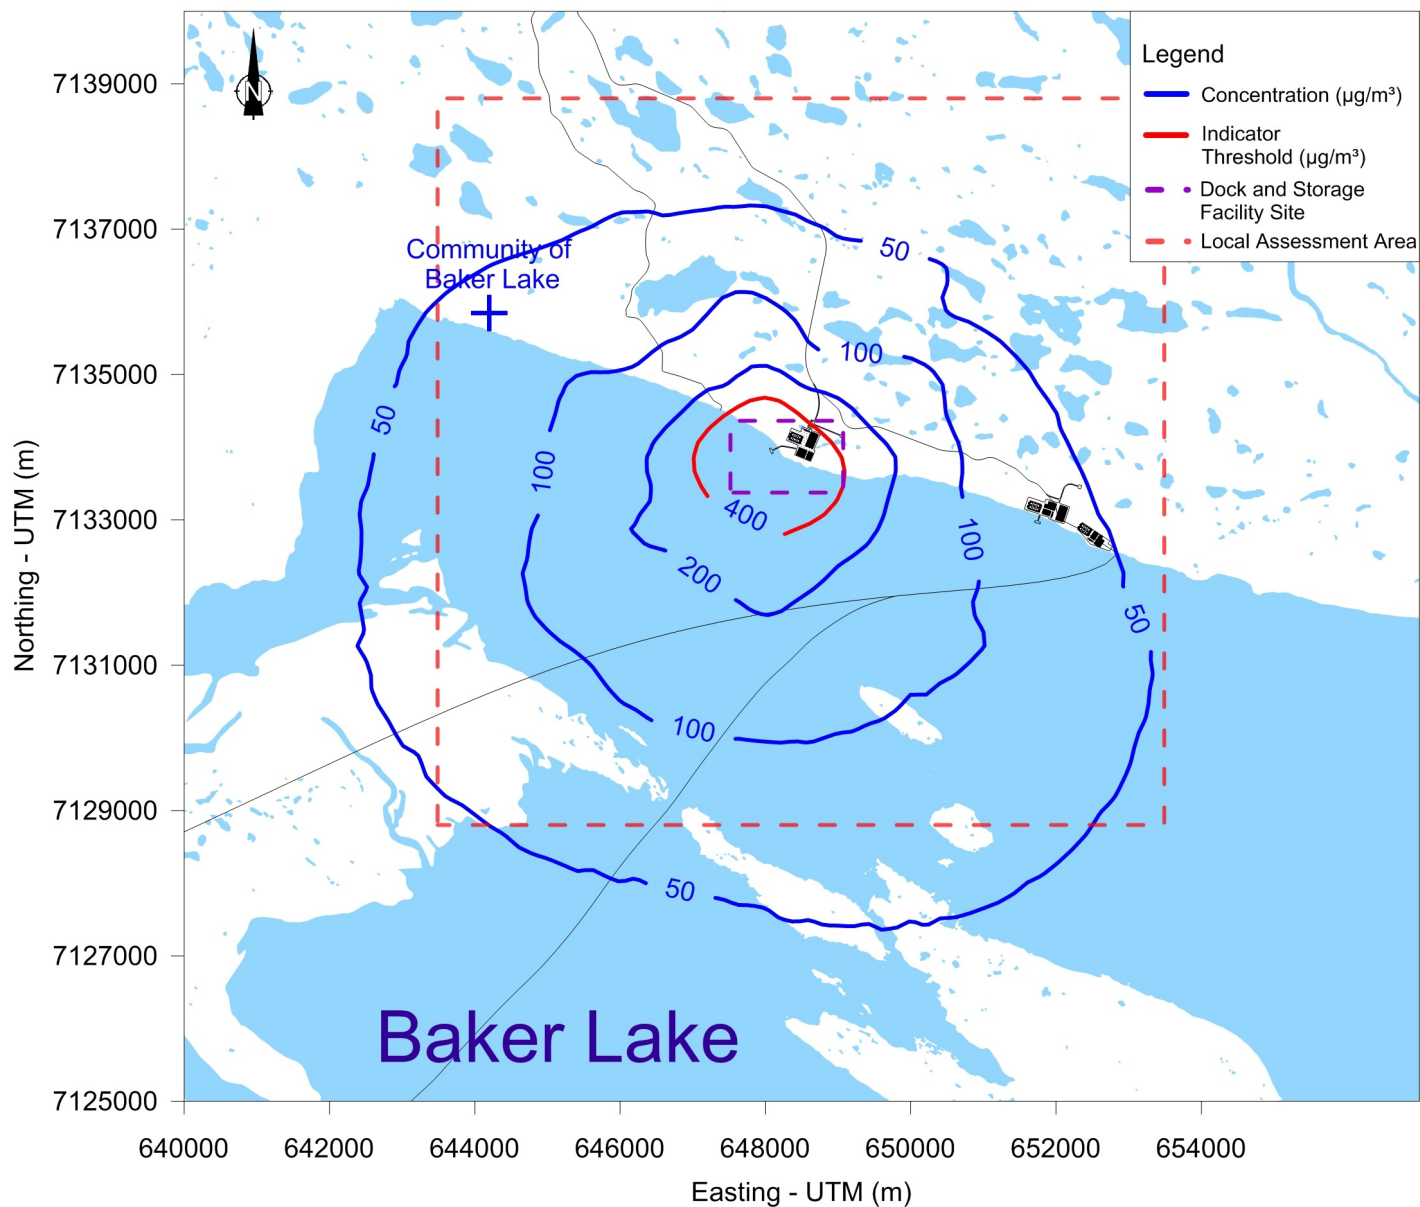 N
Legend
Concentration (µg/m³)
Indicator
Threshold (µg/m³)
Dock and Storage
Facility Site
Local Assessment Area
7139000
7137000
7135000
7133000
7131000
7129000
7127000
7125000
Northing - UTM (m)
Community of
Baker Lake
50
100
50
100
400
200
100
50
100
50
Baker Lake
640000
642000
644000
646000
648000
650000
652000
654000
Easting - UTM (m)